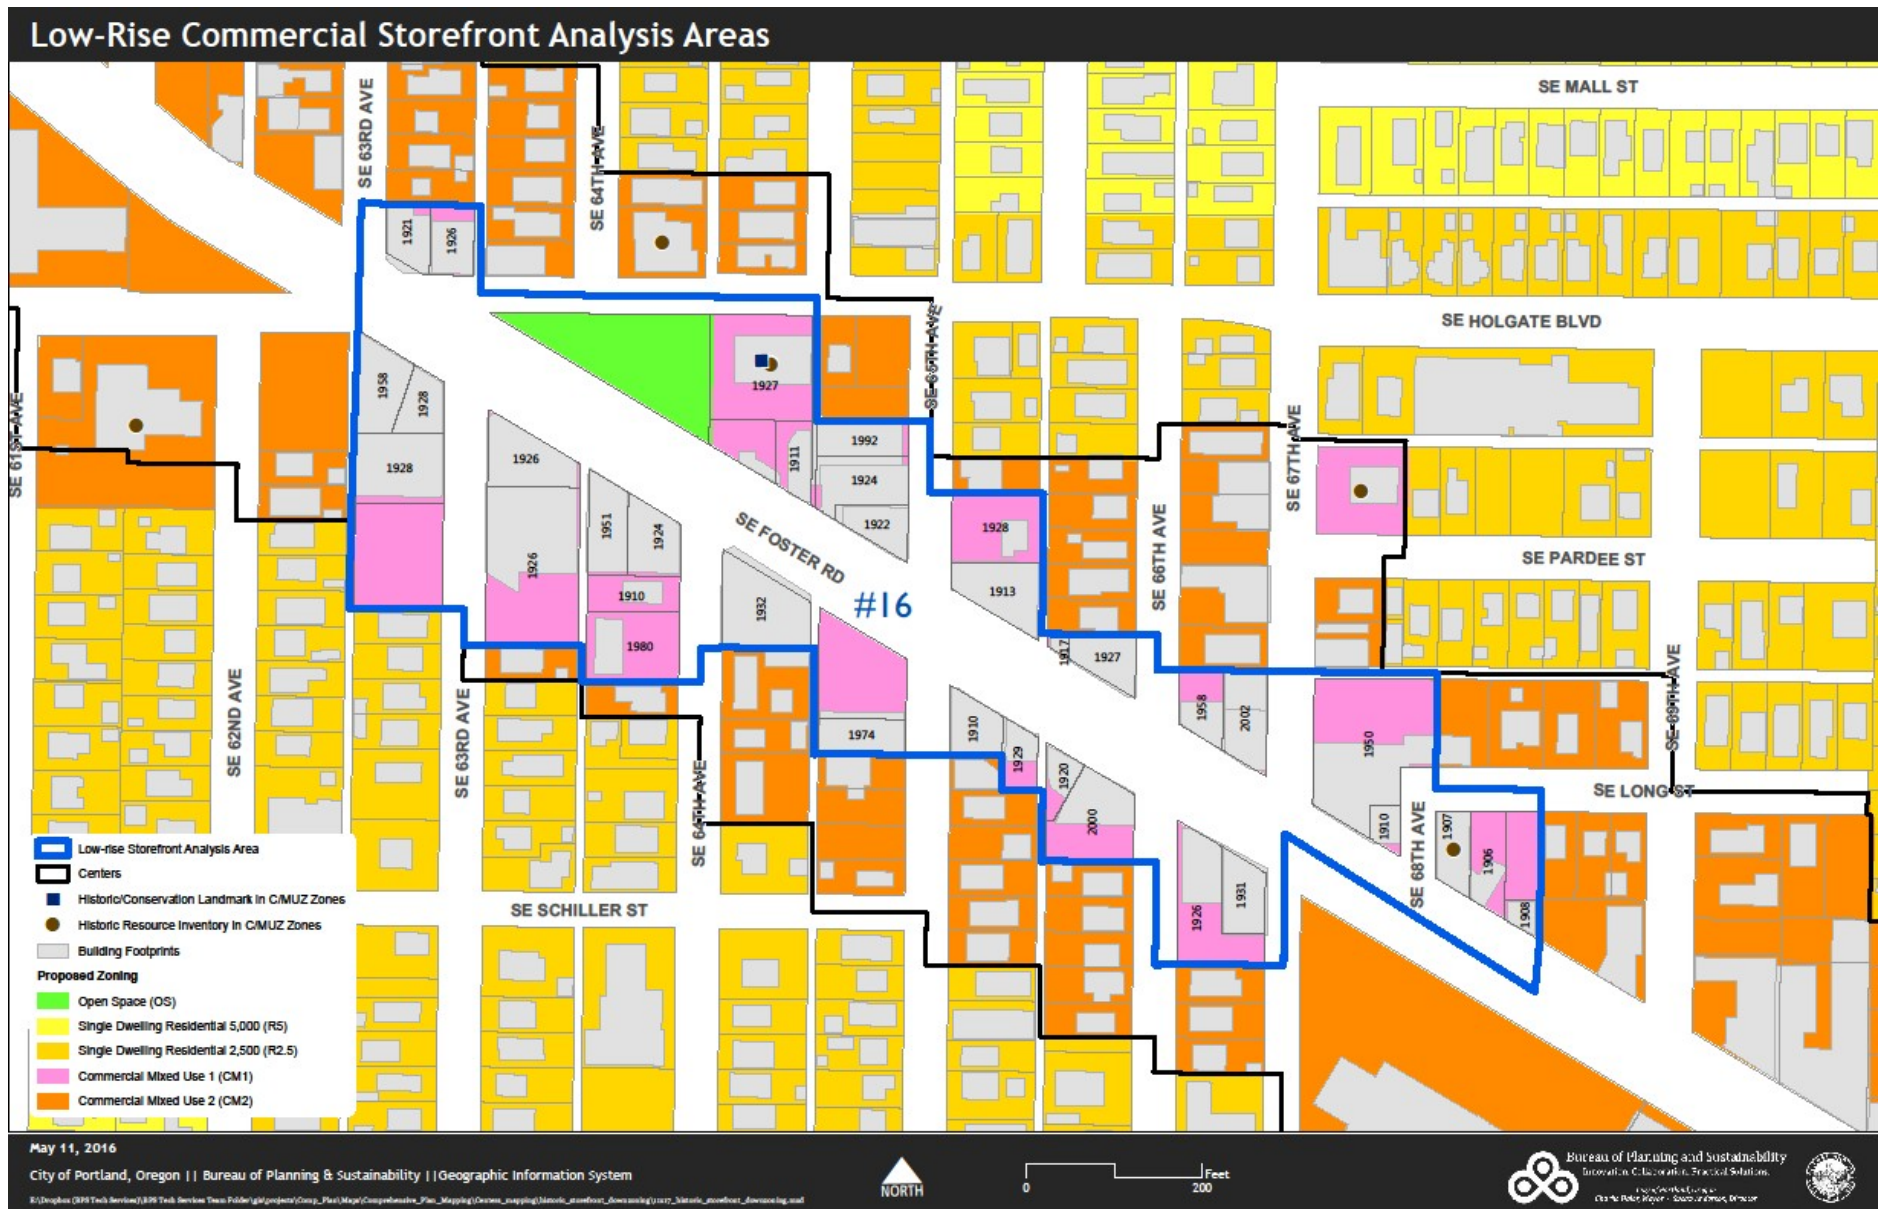 Low-Rise Commercial Storefront Analysis Areas
SE MALL ST
SE 63RD AVE
SE 64TH AVE
1921
1926
SE HOLGATE BLVD
SE 65TH AVE
1958
1928
1927
SE 61ST AVE
SE 67TH AVE
1992
1911
1926
1928
1924
1951
1924
1922
SE FOSTER RD
1928
SE 66TH AVE
SE PARDEE ST
1926
1910
1932
#16
1913
1980
1917
1927
SE 62ND AVE
SE 63RD AVE
SE 69TH AVE
1958
2002
1974
1910
1929
1950
1920
SE LONG ST
SE 64TH AVE
2000
1910
SE 68TH AVE
1907
1906
1908
1926
1931
SE SCHILLER ST
Low-rise Storefront Analysis Area
Centers
Historic/Conservation Landmark in C/MUZ Zones
Historic Resource Inventory in C/MUZ Zones
Building Footprints
Proposed Zoning
Open Space (OS)
Single Dwelling Residential 5,000 (R5)
Single Dwelling Residential 2,500 (R2.5)
Commercial Mixed Use 1 (CM1)
Commercial Mixed Use 2 (CM2)
May 11, 2016
City of Portland, Oregon || Bureau of Planning & Sustainability ||Geographic Information System
NORTH
Feet
0
200
Bureau of Planning and Sustainability
Innovation. Collaboration. Practical Solutions.